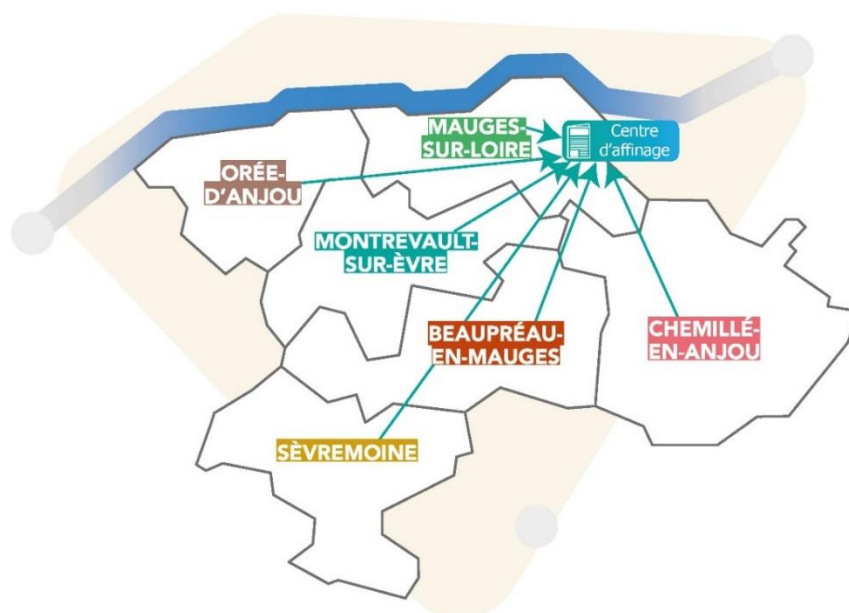 MAUGES-
SUR-LOIRE
Centre
d'affinage
ORÉE-
D'ANJOU
MONTREVAULT-
SUR-ÈVRE
BEAUPRÉAU-
EN-MAUGES
CHEMILLÉ-
EN-ANJOU
SÈVREMOINE